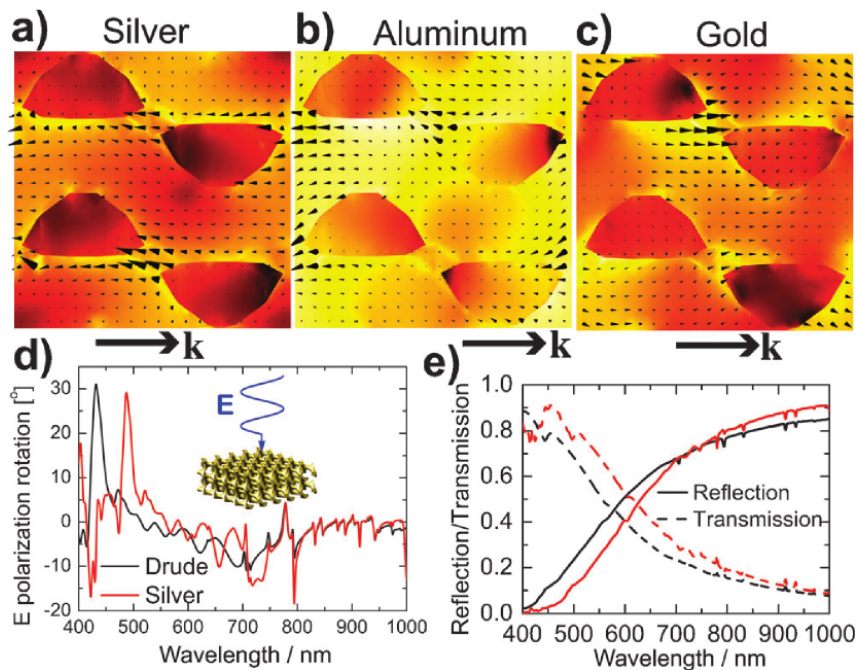 a) Silver
b) Aluminum
c) Gold
k
k
k
d)
E polarization rotation [°]
30
20
10
0
-10
-20
E
Drude
Silver
400 500 600 700 800 900 1000
Wavelength / nm
e)
Reflection/Transmission
1.0
0.8
0.6
0.4
0.2
0.0
Reflection
Transmission
400 500 600 700 800 900 1000
Wavelength / nm